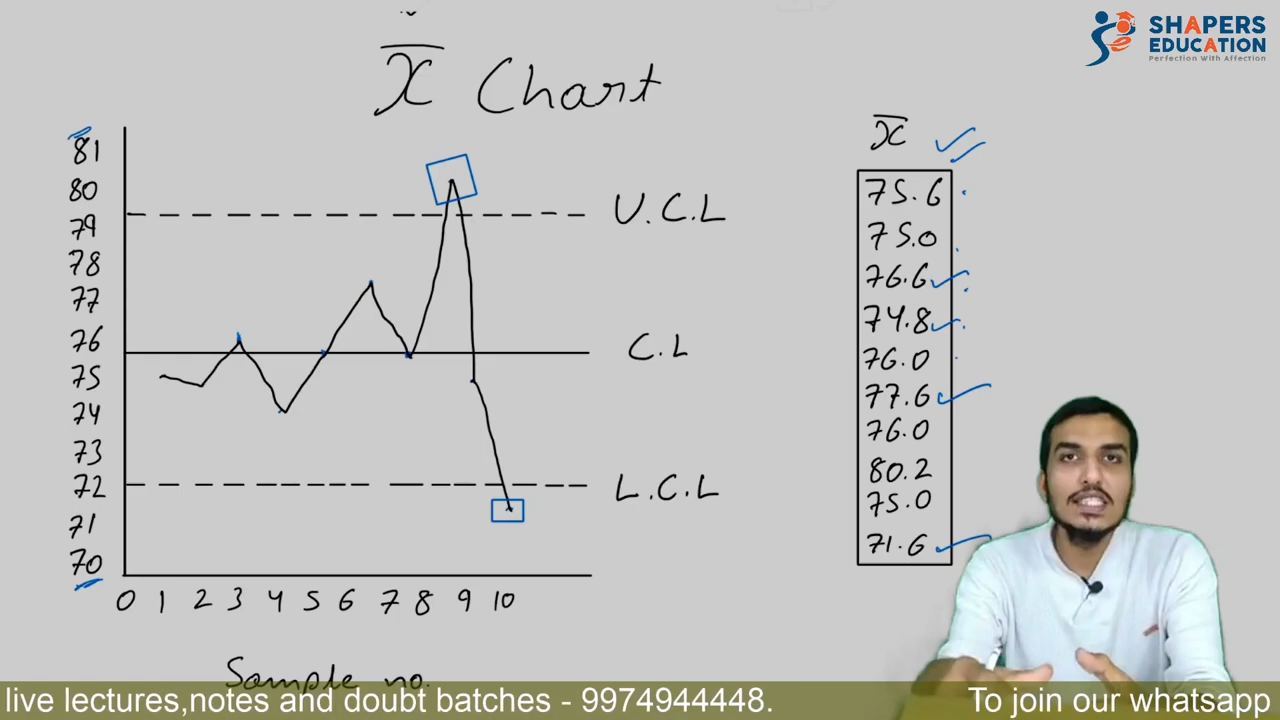 SHAPERS
EDUCATION
Perfection With Affection
X̅ Chart
81
80
79
78
77
76
75
74
73
72
71
70
U.C.L
C.L
L.C.L
0 1 2 3 4 5 6 7 8 9 10
Sample no.
X̅
75.6
75.0
76.6
74.8
76.0
77.6
76.0
80.2
75.0
71.6
live lectures,notes and doubt batches - 9974944448. To join our whatsapp